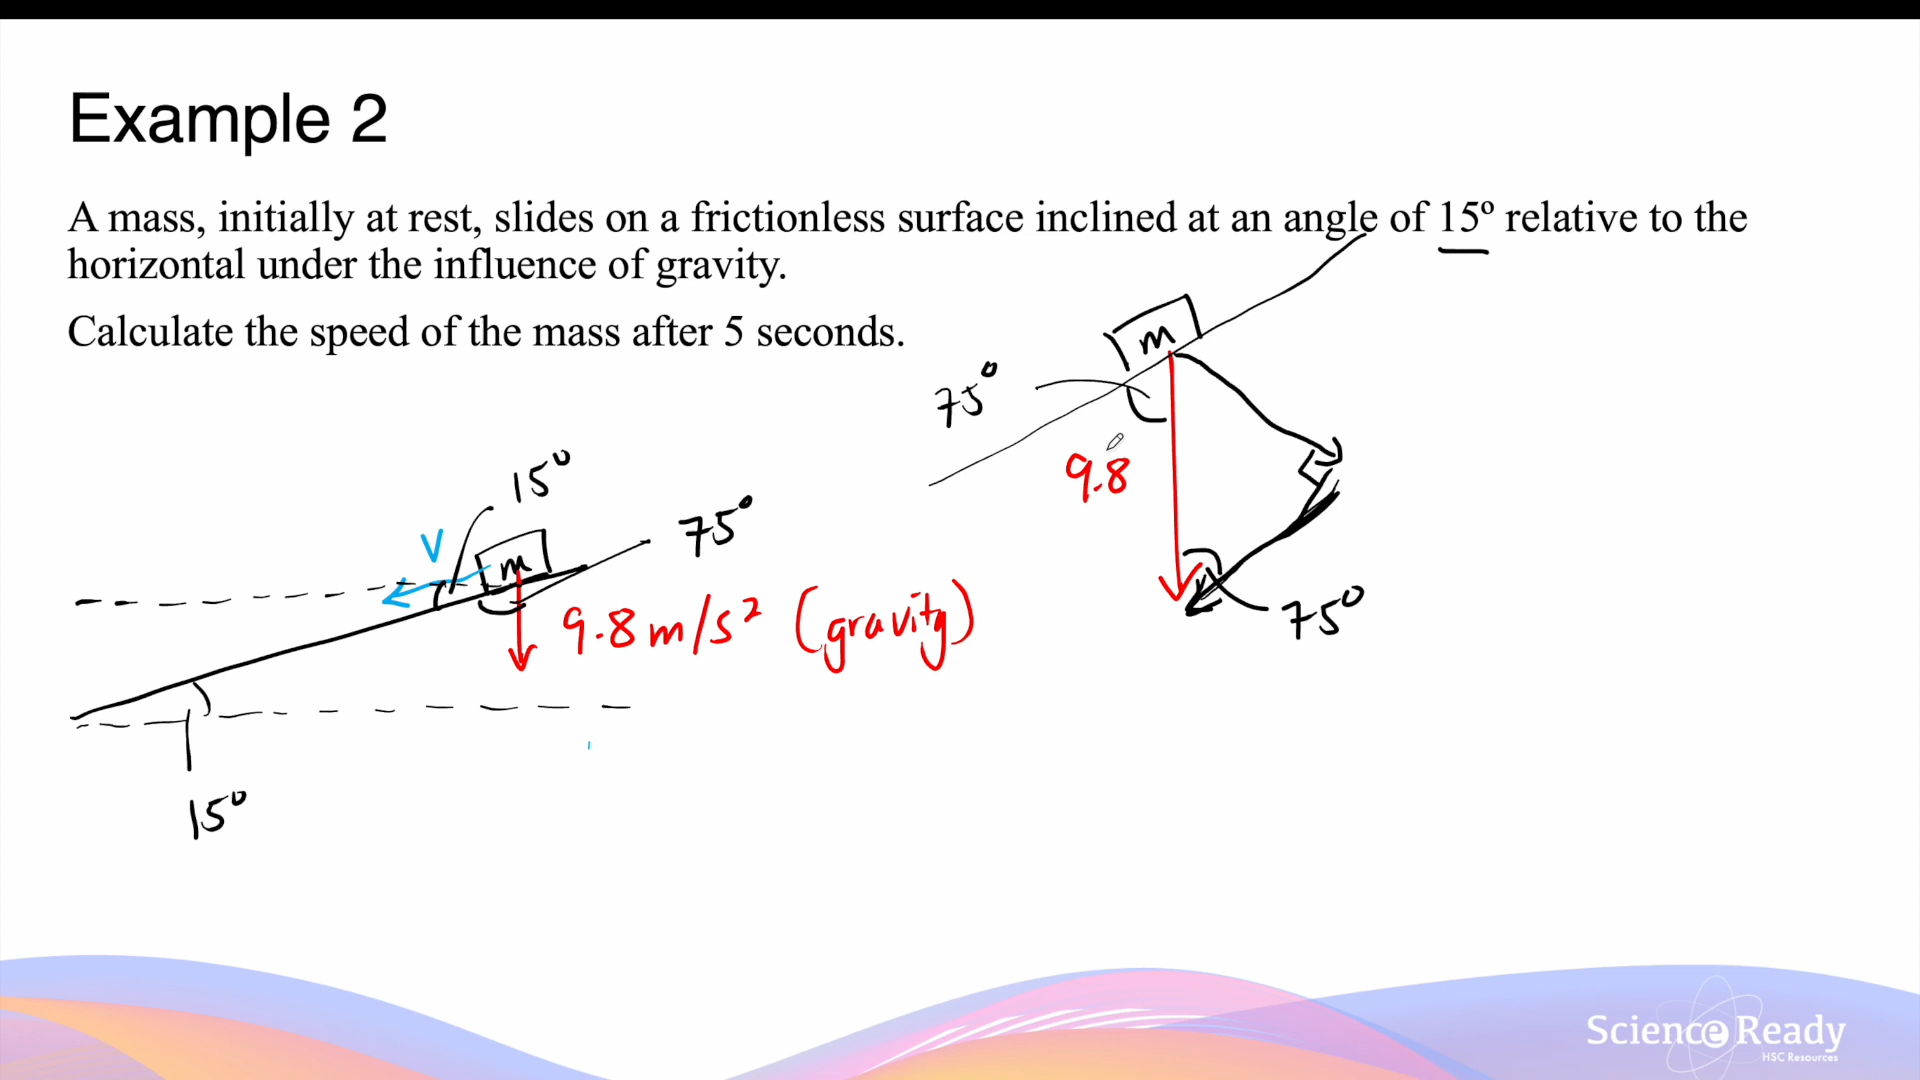 Example 2
A mass, initially at rest, slides on a frictionless surface inclined at an angle of 15º relative to the
horizontal under the influence of gravity.
Calculate the speed of the mass after 5 seconds.
m
75°
9.8
75°
15°
75°
v
m
9.8 m/s² (gravity)
15°
Science Ready
HSC Resources